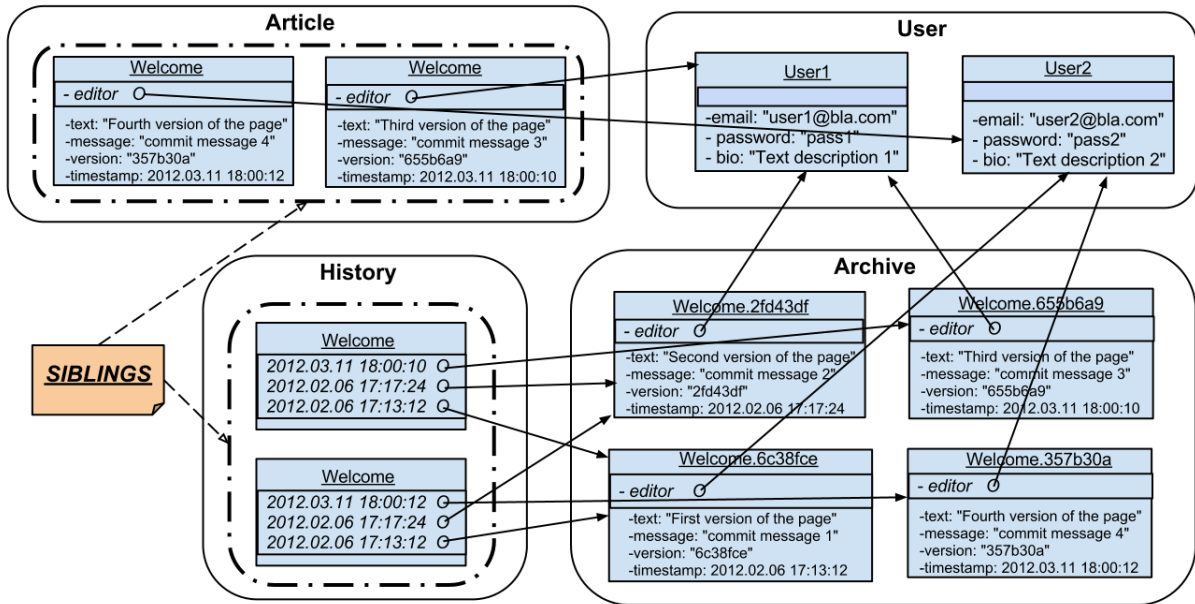 Article
Welcome
- editor
-text: "Fourth version of the page"
-message: "commit message 4"
-version: "357b30a"
-timestamp: 2012.03.11 18:00:12
Welcome
- editor
-text: "Third version of the page"
-message: "commit message 3"
-version: "655b6a9"
-timestamp: 2012.03.11 18:00:10
User
User1
-email: "user1@bla.com"
- password: "pass1"
- bio: "Text description 1"
User2
-email: "user2@bla.com"
- password: "pass2"
- bio: "Text description 2"
SIBLINGS
History
Welcome
2012.03.11 18:00:10
2012.02.06 17:17:24
2012.02.06 17:13:12
Welcome
2012.03.11 18:00:12
2012.02.06 17:17:24
2012.02.06 17:13:12
Archive
Welcome.2fd43df
- editor
-text: "Second version of the page"
-message: "commit message 2"
-version: "2fd43df"
-timestamp: 2012.02.06 17:17:24
Welcome.655b6a9
- editor
-text: "Third version of the page"
-message: "commit message 3"
-version: "655b6a9"
-timestamp: 2012.03.11 18:00:10
Welcome.6c38fce
- editor
-text: "First version of the page"
-message: "commit message 1"
-version: "6c38fce"
-timestamp: 2012.02.06 17:13:12
Welcome.357b30a
- editor
-text: "Fourth version of the page"
-message: "commit message 4"
-version: "357b30a"
-timestamp: 2012.03.11 18:00:12